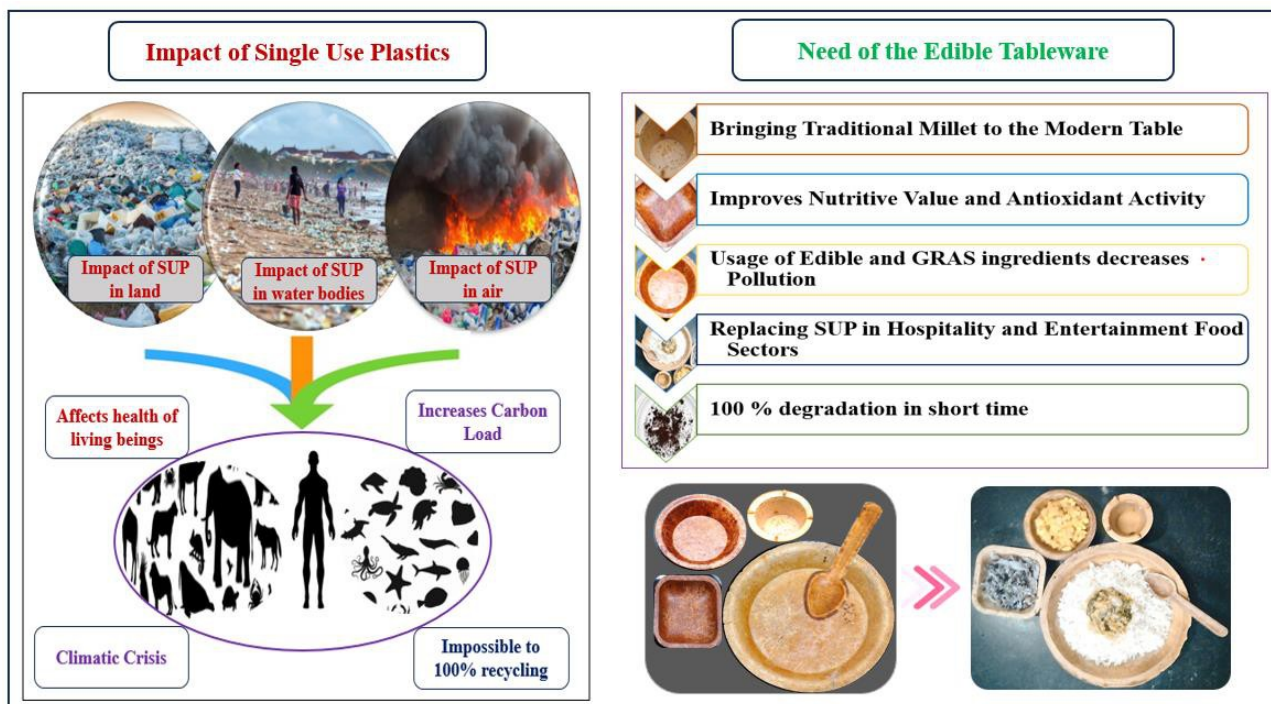 Impact of Single Use Plastics
Impact of SUP
in land
Impact of SUP
in water bodies
Impact of SUP
in air
Affects health of
living beings
Increases Carbon
Load
Climatic Crisis
Impossible to
100% recycling
Need of the Edible Tableware
Bringing Traditional Millet to the Modern Table
Improves Nutritive Value and Antioxidant Activity
Usage of Edible and GRAS ingredients decreases
Pollution
Replacing SUP in Hospitality and Entertainment Food
Sectors
100 % degradation in short time